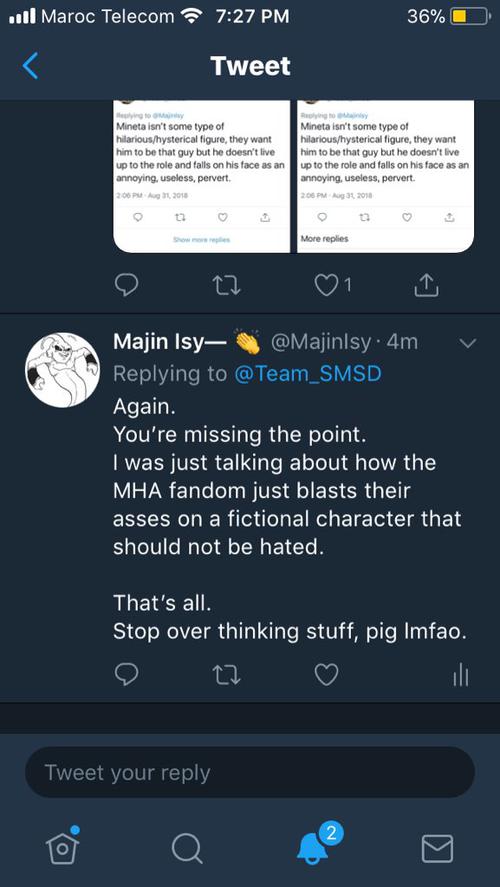 Maroc Telecom 7:27 PM 36%
Tweet
Replying to @MajinIsy
Mineta isn't some type of
hilarious/hysterical figure, they want
him to be that guy but he doesn't live
up to the role and falls on his face as an
annoying, useless, pervert.
2:06 PM · Aug 31, 2018
Show more replies
Replying to @MajinIsy
Mineta isn't some type of
hilarious/hysterical figure, they want
him to be that guy but he doesn't live
up to the role and falls on his face as an
annoying, useless, pervert.
2:06 PM · Aug 31, 2018
More replies
1
Majin Isy— 👏 @MajinIsy · 4m
Replying to @Team_SMSD
Again.
You're missing the point.
I was just talking about how the
MHA fandom just blasts their
asses on a fictional character that
should not be hated.
That's all.
Stop over thinking stuff, pig lmfao.
Tweet your reply
2